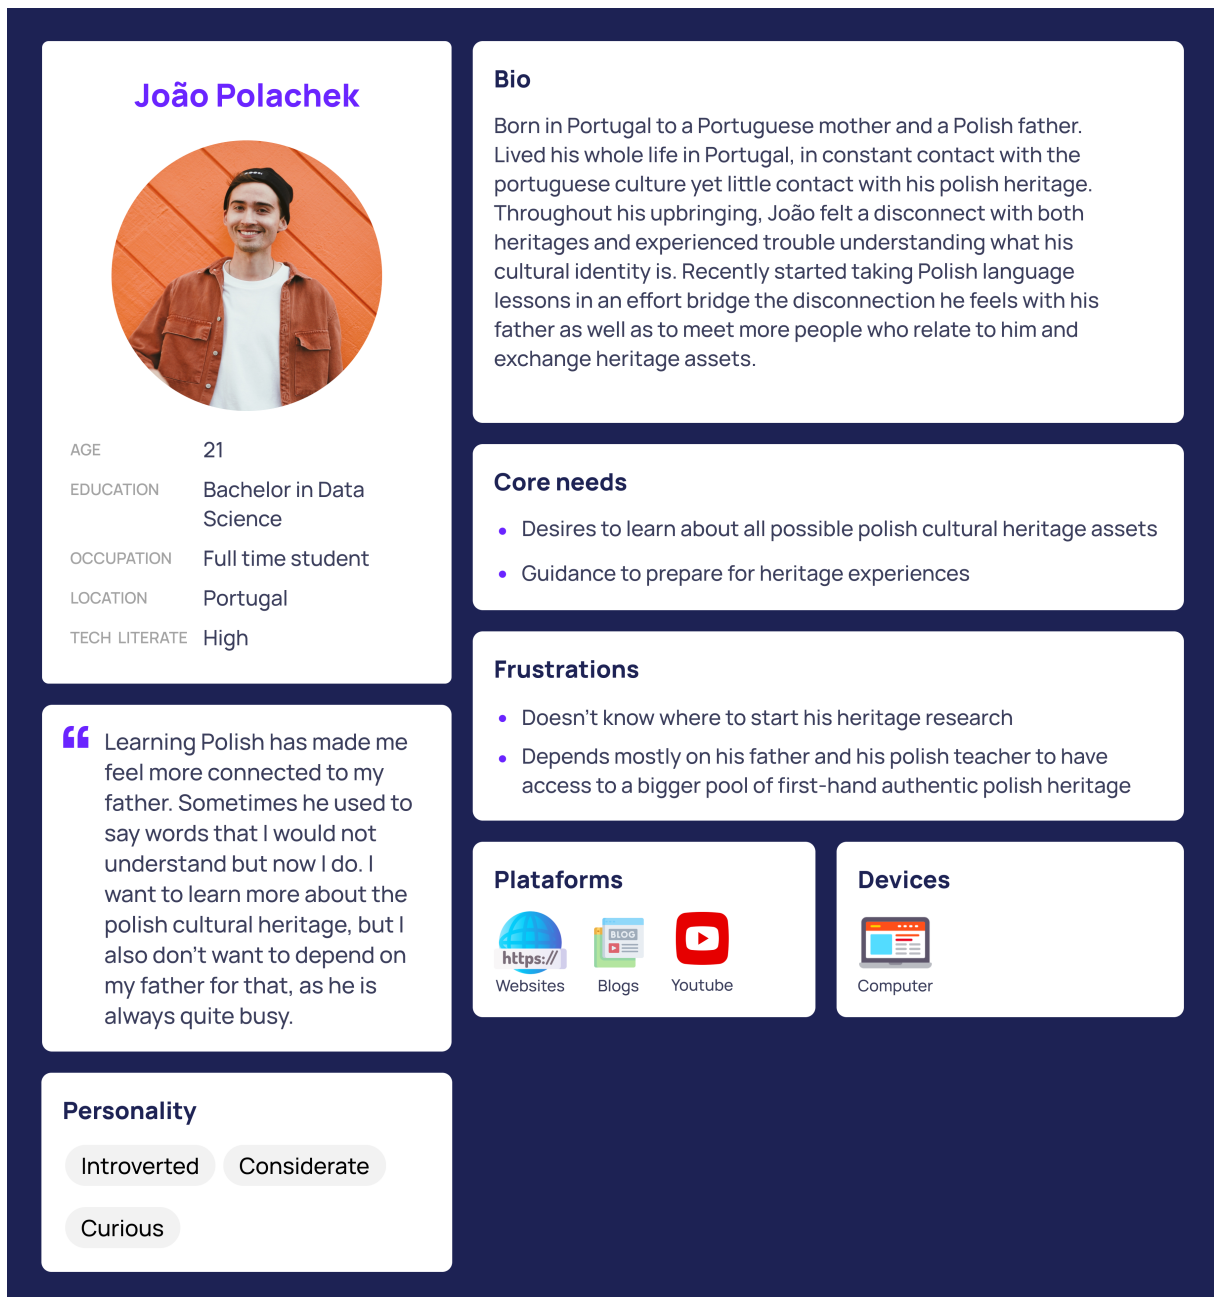 João Polachek
AGE 21
EDUCATION Bachelor in Data
Science
OCCUPATION Full time student
LOCATION Portugal
TECH LITERATE High
“ Learning Polish has made me
feel more connected to my
father. Sometimes he used to
say words that I would not
understand but now I do. I
want to learn more about the
polish cultural heritage, but I
also don't want to depend on
my father for that, as he is
always quite busy.
Personality
Introverted Considerate
Curious
Bio
Born in Portugal to a Portuguese mother and a Polish father.
Lived his whole life in Portugal, in constant contact with the
portuguese culture yet little contact with his polish heritage.
Throughout his upbringing, João felt a disconnect with both
heritages and experienced trouble understanding what his
cultural identity is. Recently started taking Polish language
lessons in an effort bridge the disconnection he feels with his
father as well as to meet more people who relate to him and
exchange heritage assets.
Core needs
• Desires to learn about all possible polish cultural heritage assets
• Guidance to prepare for heritage experiences
Frustrations
• Doesn't know where to start his heritage research
• Depends mostly on his father and his polish teacher to have
access to a bigger pool of first-hand authentic polish heritage
Plataforms
https://
BLOG
Websites Blogs Youtube
Devices
Computer